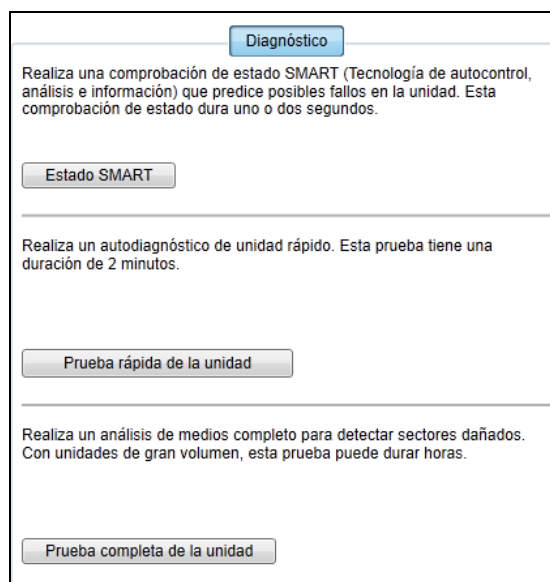 Diagnóstico
Realiza una comprobación de estado SMART (Tecnología de autocontrol,
análisis e información) que predice posibles fallos en la unidad. Esta
comprobación de estado dura uno o dos segundos.
Estado SMART
Realiza un autodiagnóstico de unidad rápido. Esta prueba tiene una
duración de 2 minutos.
Prueba rápida de la unidad
Realiza un análisis de medios completo para detectar sectores dañados.
Con unidades de gran volumen, esta prueba puede durar horas.
Prueba completa de la unidad